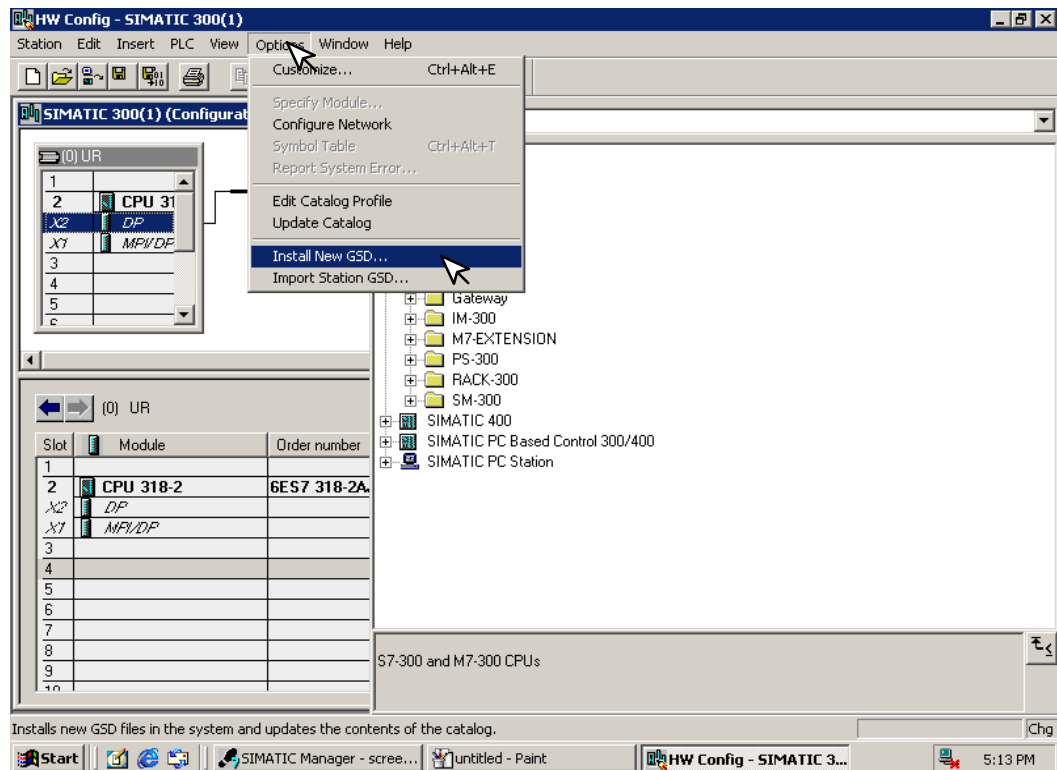 HW Config - SIMATIC 300(1)
Station Edit Insert PLC View Options Window Help
Customize... Ctrl+Alt+E
Specify Module...
Configure Network
Symbol Table Ctrl+Alt+T
Report System Error...
Edit Catalog Profile
Update Catalog
Install New GSD...
Import Station GSD...
SIMATIC 300(1) (Configurat
(0) UR
1
2 CPU 31
X2 DP
X1 MPI/DP
3
4
5
Gateway
IM-300
M7-EXTENSION
PS-300
RACK-300
SM-300
SIMATIC 400
SIMATIC PC Based Control 300/400
SIMATIC PC Station
(0) UR
Slot Module Order number
1
2 CPU 318-2 6ES7 318-2A
X2 DP
X1 MPI/DP
3
4
5
6
7
8
9
10
S7-300 and M7-300 CPUs
Installs new GSD files in the system and updates the contents of the catalog. Chg
Start SIMATIC Manager - scree... untitled - Paint HW Config - SIMATIC 3... 5:13 PM